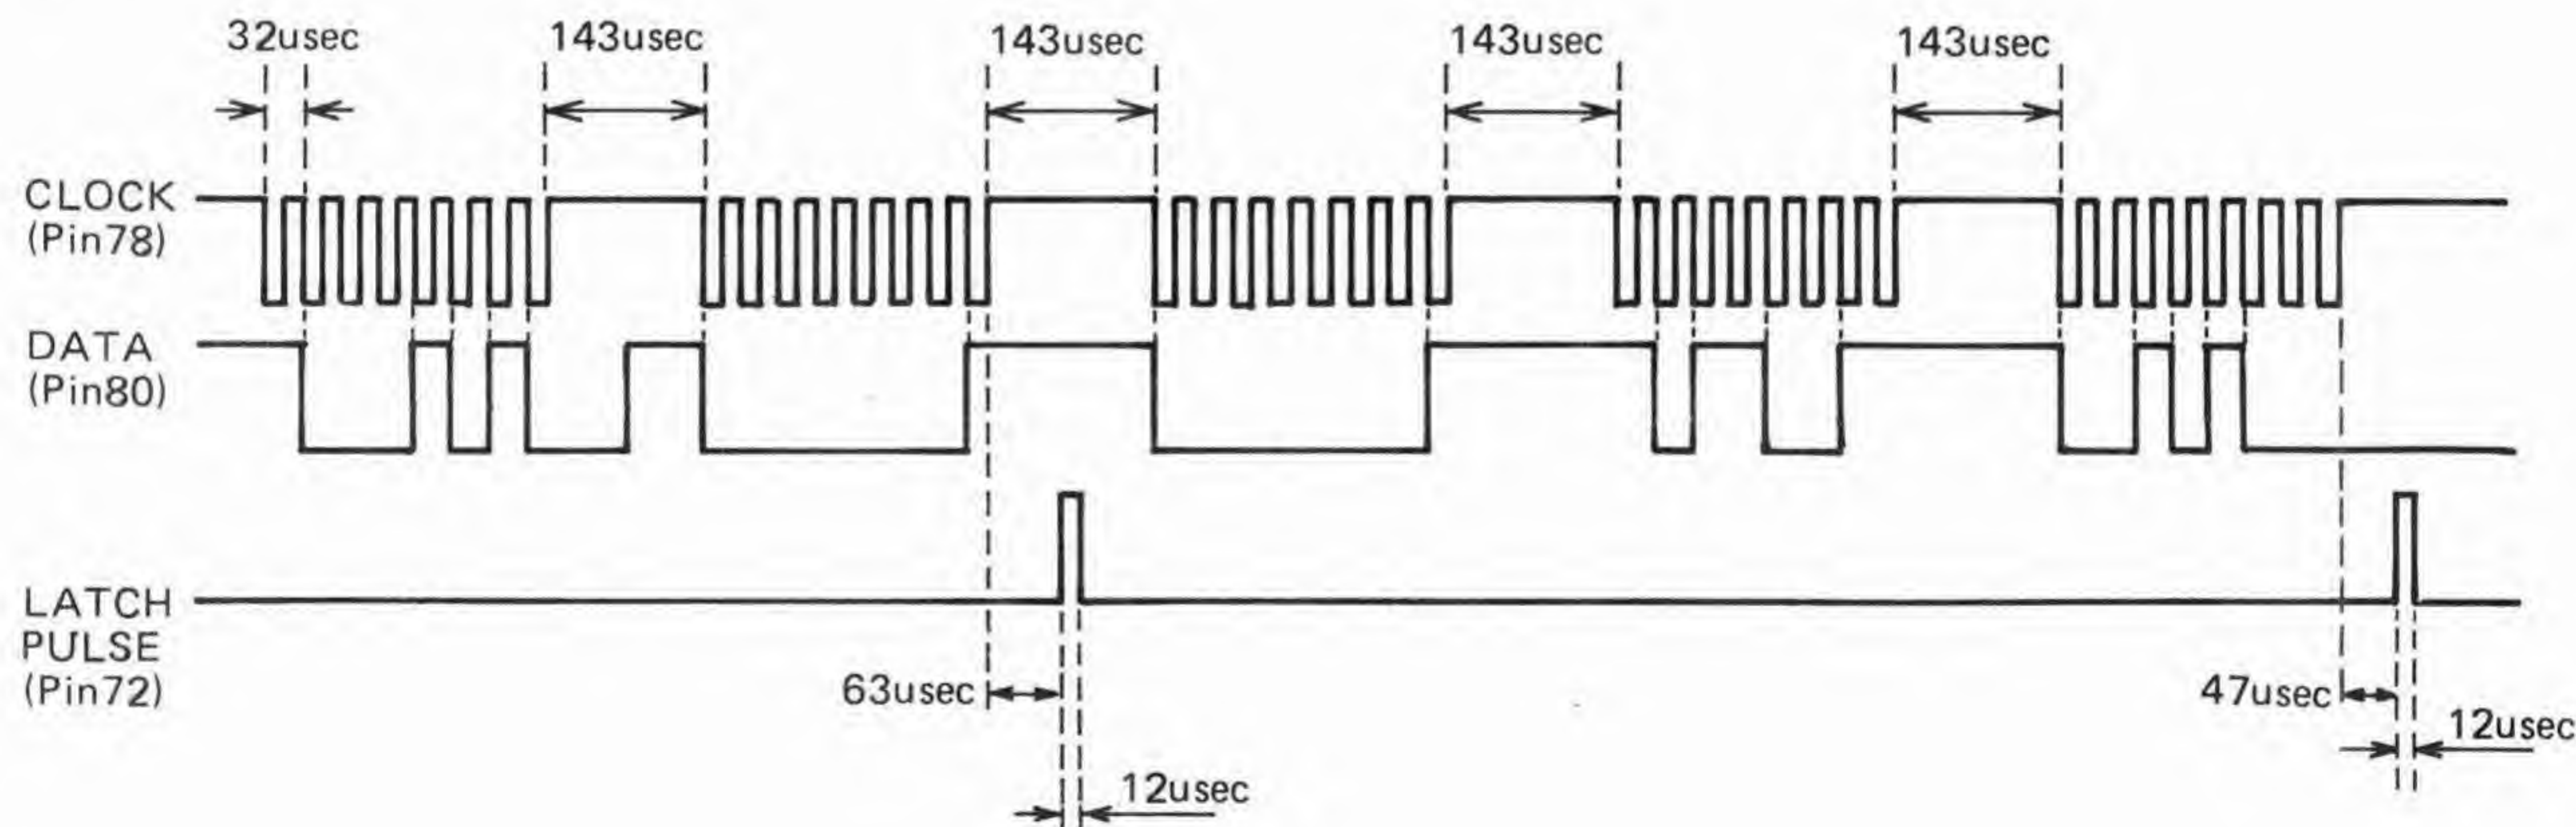 32usec
143usec
143usec
143usec
143usec
CLOCK
(Pin78)
DATA
(Pin80)
LATCH
PULSE
(Pin72)
63usec
47usec
12usec
12usec